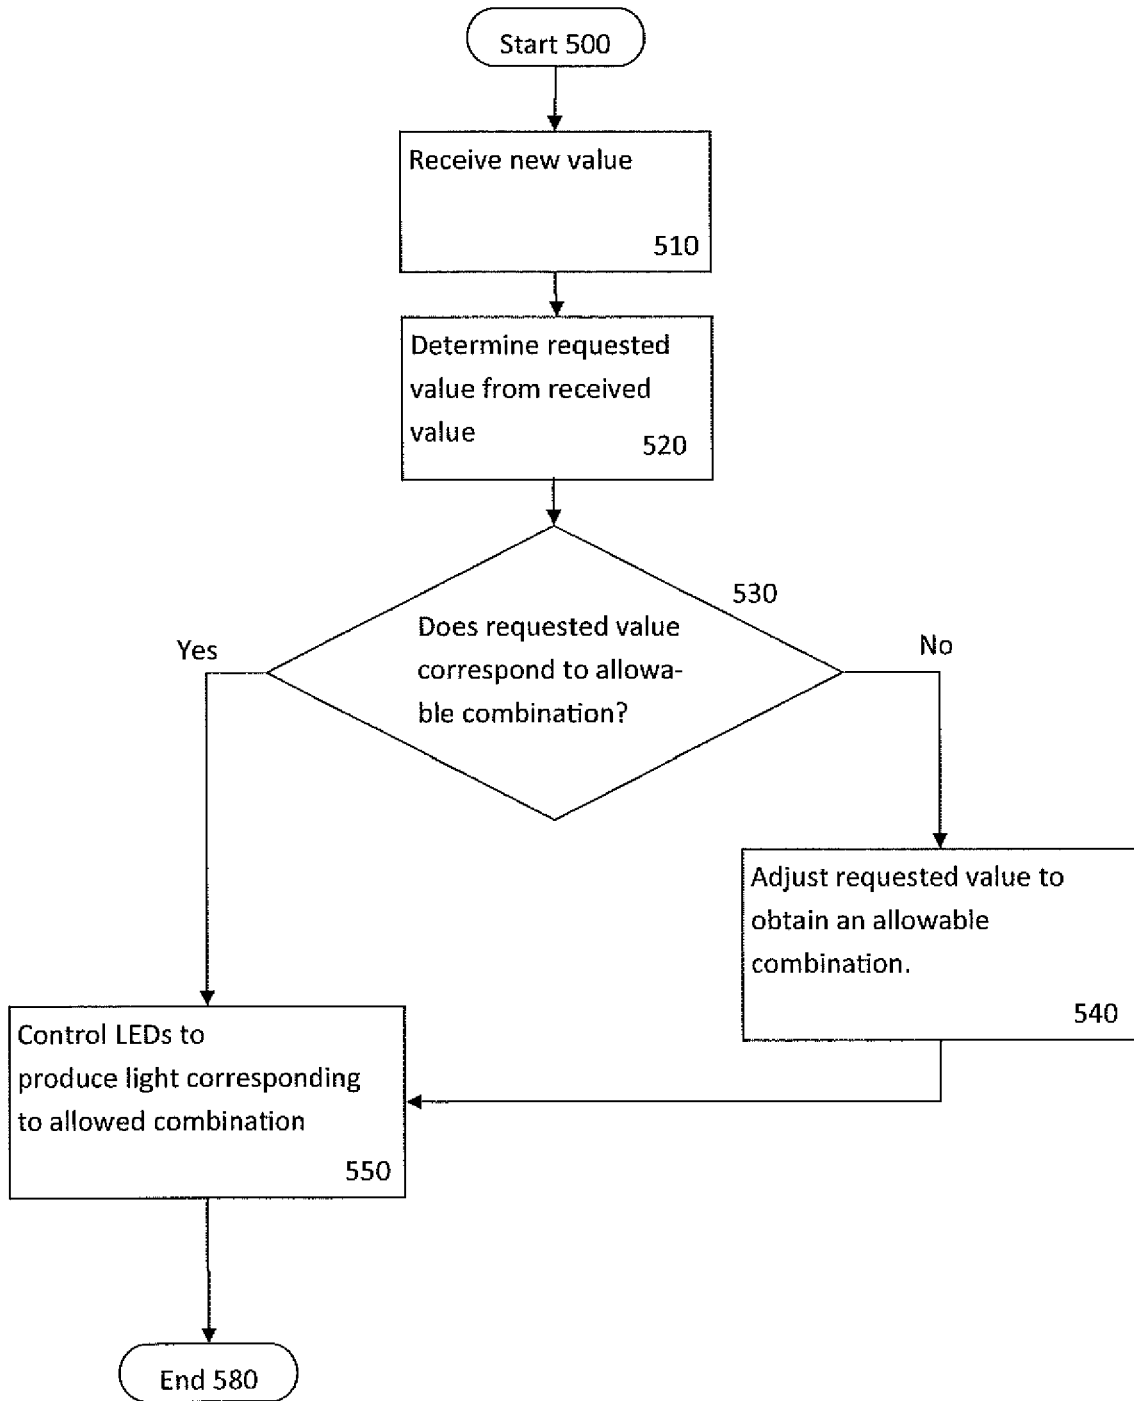 Start 500
Receive new value
510
Determine requested
value from received
value
520
530
Does requested value
correspond to allowa-
ble combination?
Yes
No
Adjust requested value to
obtain an allowable
combination.
540
Control LEDs to
produce light corresponding
to allowed combination
550
End 580